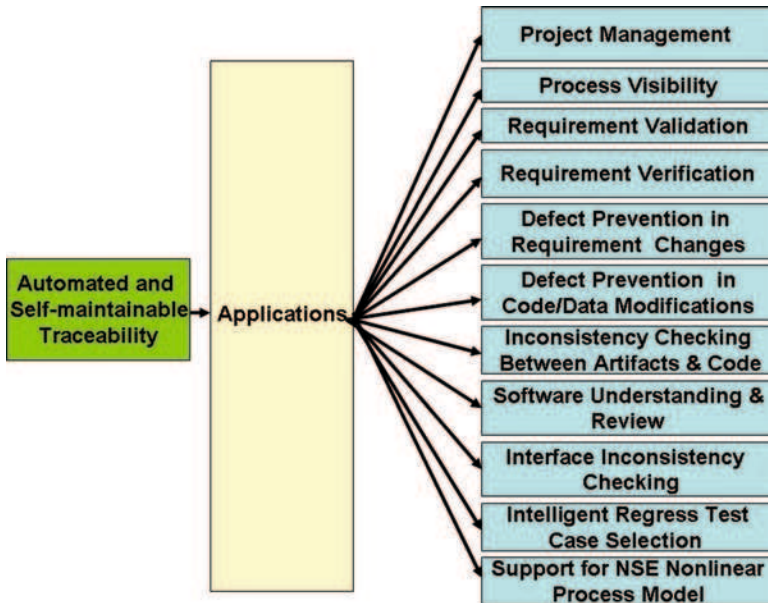 Automated and
Self-maintainable
Traceability
Applications
Project Management
Process Visibility
Requirement Validation
Requirement Verification
Defect Prevention in
Requirement Changes
Defect Prevention in
Code/Data Modifications
Inconsistency Checking
Between Artifacts & Code
Software Understanding &
Review
Interface Inconsistency
Checking
Intelligent Regress Test
Case Selection
Support for NSE Nonlinear
Process Model